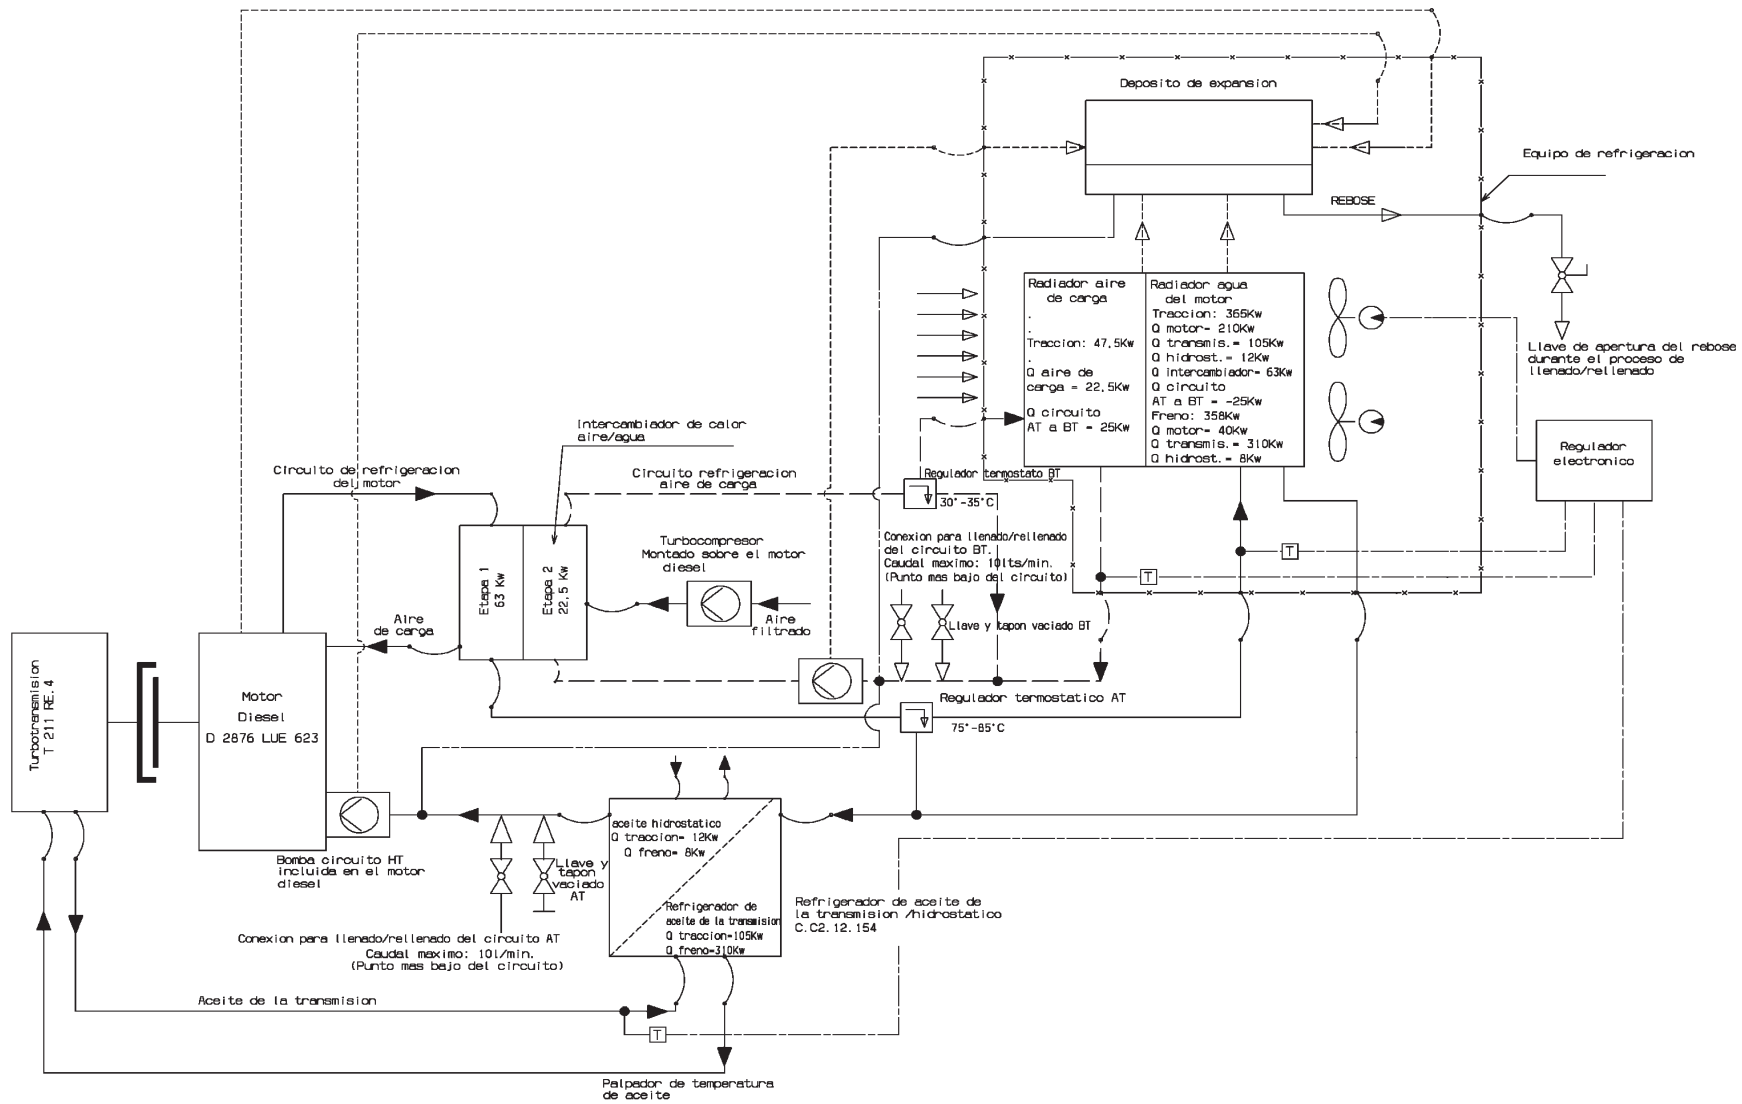 Deposito de expansion
Equipo de refrigeracion
REBOSE
Radiador aire
de carga
.
.
Traccion: 47,5Kw
.
Q aire de
carga = 22,5Kw
Q circuito
AT a BT = 25Kw
Radiador agua
del motor
Traccion: 365Kw
Q motor= 210Kw
Q transmis.= 105Kw
Q hidrost.= 12Kw
Q intercambiador= 63Kw
Q circuito
AT a BT = -25Kw
Freno: 358Kw
Q motor= 40Kw
Q transmis.= 310Kw
Q hidrost.= 8Kw
Llave de apertura del rebose
durante el proceso de
llenado/rellenado
Regulador
electronico
Intercambiador de calor
aire/agua
Circuito de refrigeracion
del motor
Circuito refrigeracion
aire de carga
Regulador termostato BT
30°-35°C
Turbocompresor
Montado sobre el motor
diesel
Conexion para llenado/rellenado
del circuito BT.
Caudal maximo: 10lts/min.
(Punto mas bajo del circuito)
T
T
Etapa 1
63 Kw
Etapa 2
22,5 Kw
Aire
de carga
Aire
filtrado
Llave y tapon vaciado BT
Turbotransmision
T 211 RE.4
Motor
Diesel
D 2876 LUE 623
Regulador termostatico AT
75°-85°C
aceite hidrostatico
Q traccion= 12Kw
Q freno= 8Kw
Bomba circuito HT
incluida en el motor
diesel
Llave y
tapon
vaciado
AT
Refrigerador de
aceite de la transmision
Q traccion=105Kw
Q freno=310Kw
Refrigerador de aceite de
la transmision /hidrostatico
C.C2.12.154
Conexion para llenado/rellenado del circuito AT
Caudal maximo: 10l/min.
(Punto mas bajo del circuito)
Aceite de la transmision
T
Palpador de temperatura
de aceite